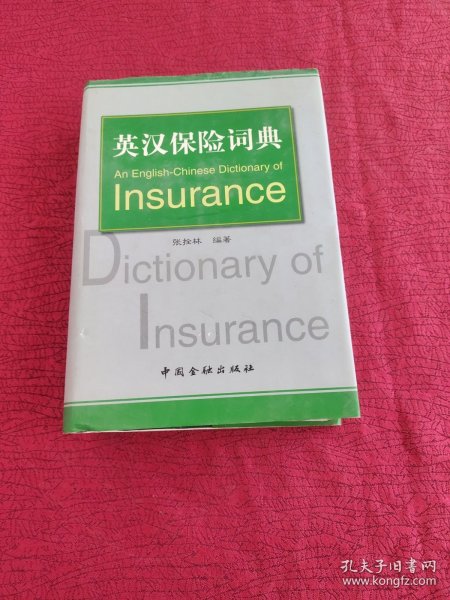 英汉保险词典
An English-Chinese Dictionary of
Insurance
张拴林 编著
Dictionary of
Insurance
中国金融出版社
孔夫子旧书网
www.kongfz.com